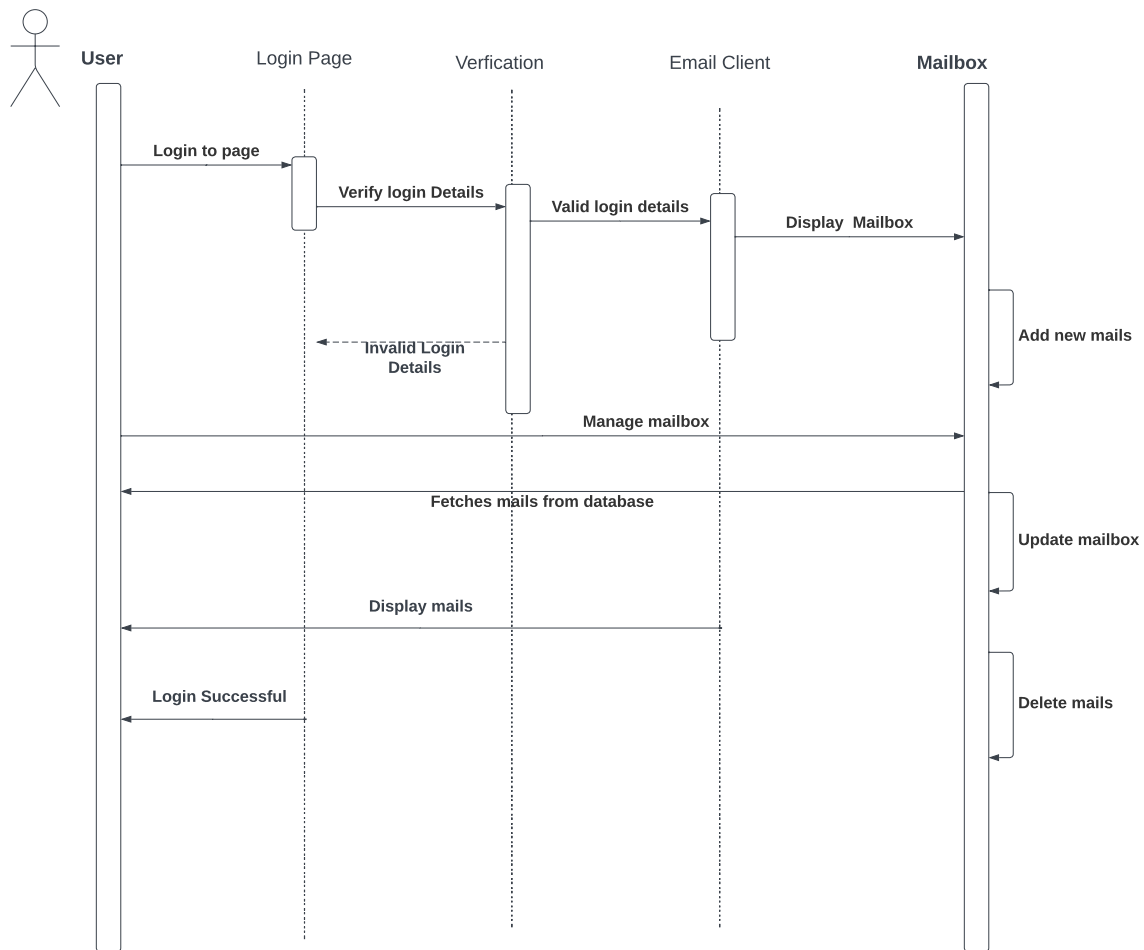 User
Login Page
Verfication
Email Client
Mailbox
Login to page
Verify login Details
Valid login details
Display  Mailbox
Add new mails
Invalid Login
Details
Manage mailbox
Fetches mails from database
Update mailbox
Display mails
Login Successful
Delete mails